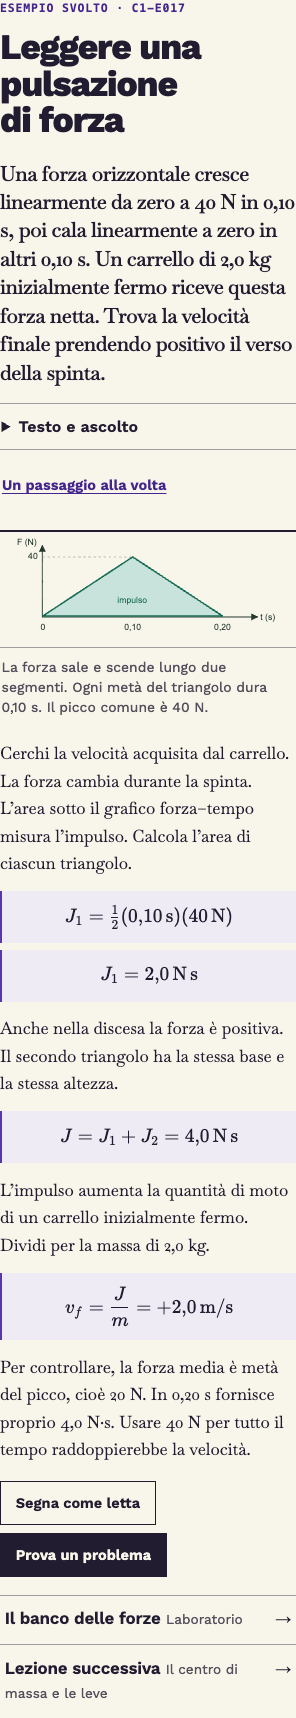 ESEMPIO SVOLTO · C1–E017
Leggere una
pulsazione
di forza
Una forza orizzontale cresce
linearmente da zero a 40 N in 0,10
s, poi cala linearmente a zero in
altri 0,10 s. Un carrello di 2,0 kg
inizialmente fermo riceve questa
forza netta. Trova la velocità
finale prendendo positivo il verso
della spinta.
▶ Testo e ascolto
Un passaggio alla volta
F (N)
40
impulso
t (s)
0 0,10 0,20
La forza sale e scende lungo due
segmenti. Ogni metà del triangolo dura
0,10 s. Il picco comune è 40 N.
Cerchi la velocità acquisita dal carrello.
La forza cambia durante la spinta.
L’area sotto il grafico forza–tempo
misura l’impulso. Calcola l’area di
ciascun triangolo.
J₁ = ½(0,10 s)(40 N)
J₁ = 2,0 N s
Anche nella discesa la forza è positiva.
Il secondo triangolo ha la stessa base e
la stessa altezza.
J = J₁ + J₂ = 4,0 N s
L’impulso aumenta la quantità di moto
di un carrello inizialmente fermo.
Dividi per la massa di 2,0 kg.
v_f = J/m = +2,0 m/s
Per controllare, la forza media è metà
del picco, cioè 20 N. In 0,20 s fornisce
proprio 4,0 N·s. Usare 40 N per tutto il
tempo raddoppierebbe la velocità.
Segna come letta
Prova un problema
Il banco delle forze Laboratorio →
Lezione successiva Il centro di →
massa e le leve